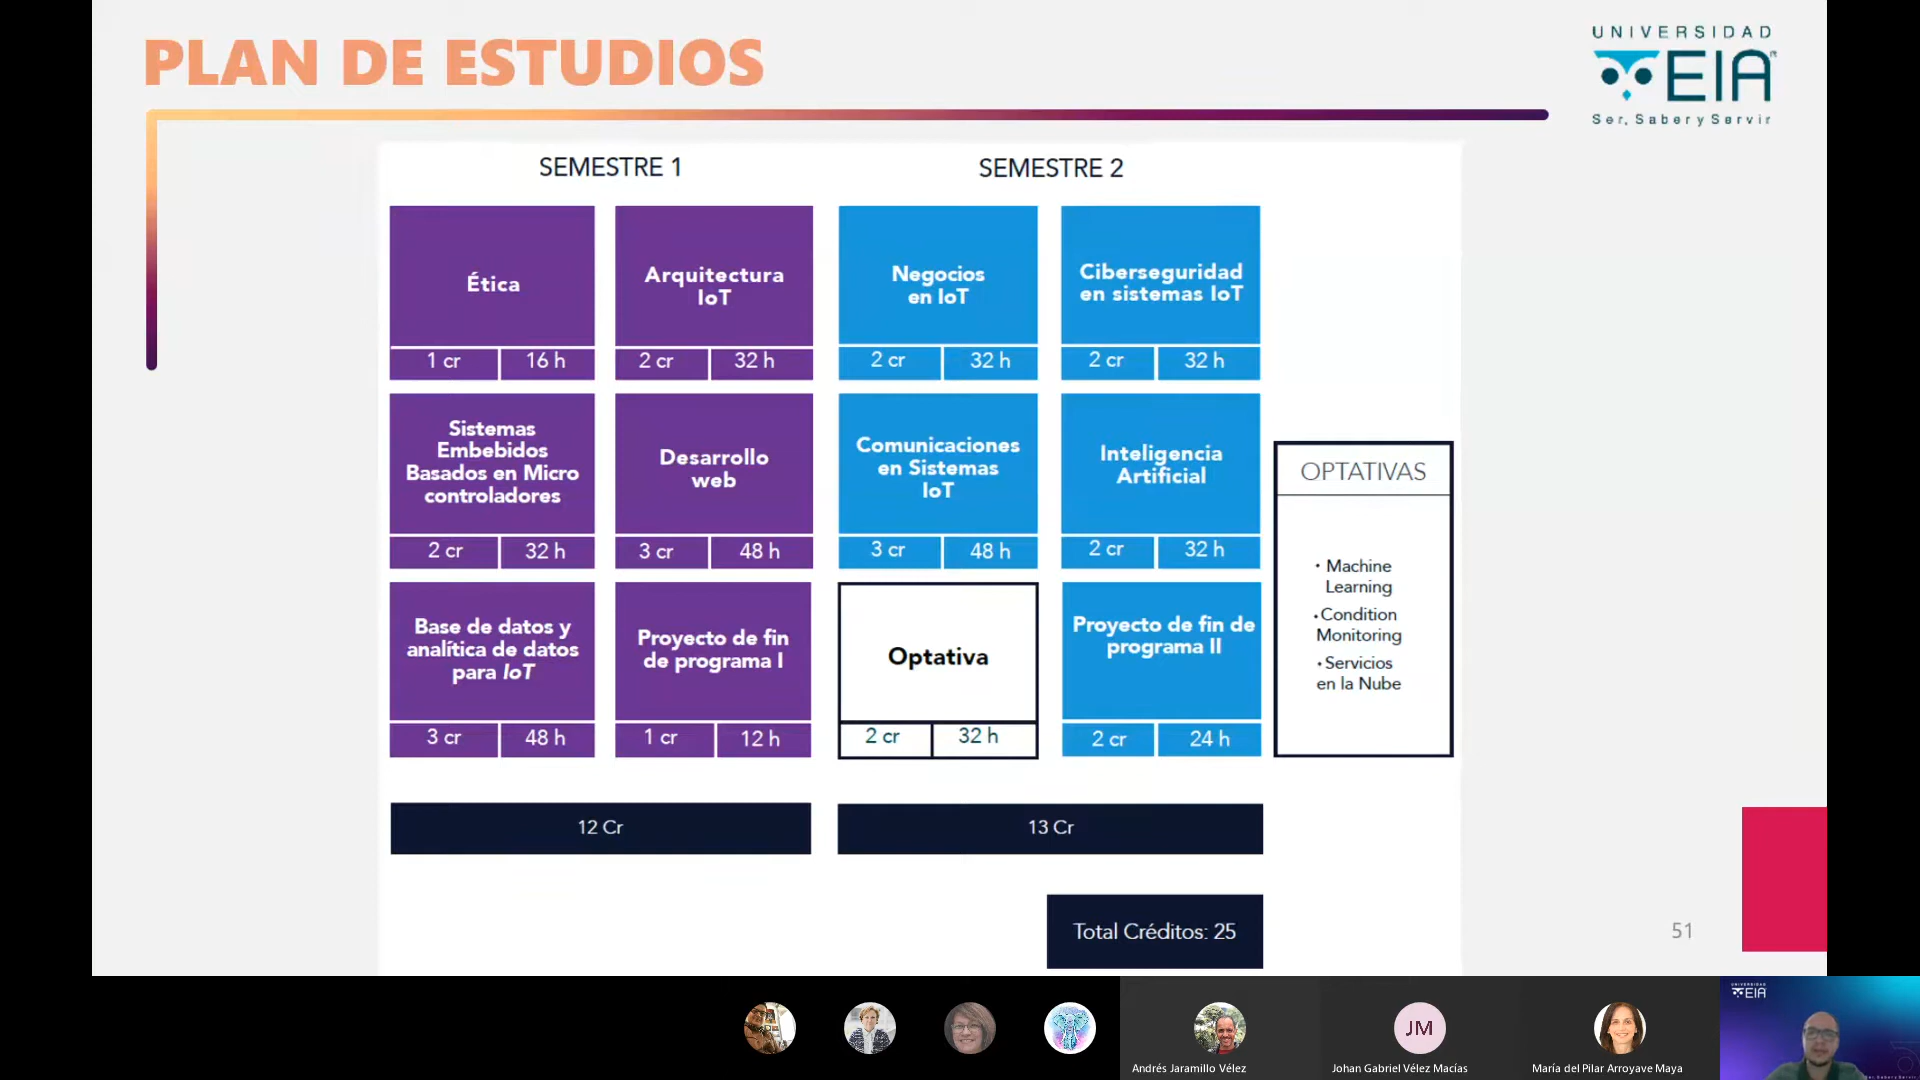 PLAN DE ESTUDIOS
UNIVERSIDAD
EIA
Ser, Saber y Servir
SEMESTRE 1
SEMESTRE 2
Ética
1 cr
16 h
Arquitectura
IoT
2 cr
32 h
Negocios
en IoT
2 cr
32 h
Ciberseguridad
en sistemas IoT
2 cr
32 h
Sistemas
Embebidos
Basados en Micro
controladores
2 cr
32 h
Desarrollo
web
3 cr
48 h
Comunicaciones
en Sistemas
IoT
3 cr
48 h
Inteligencia
Artificial
2 cr
32 h
Base de datos y
analítica de datos
para IoT
3 cr
48 h
Proyecto de fin
de programa I
1 cr
12 h
Optativa
2 cr
32 h
Proyecto de fin de
programa II
2 cr
24 h
OPTATIVAS
• Machine
Learning
• Condition
Monitoring
• Servicios
en la Nube
12 Cr
13 Cr
Total Créditos: 25
51
JM
Andrés Jaramillo Vélez
Johan Gabriel Vélez Macías
María del Pilar Arroyave Maya
UNIVERSIDAD
EIA